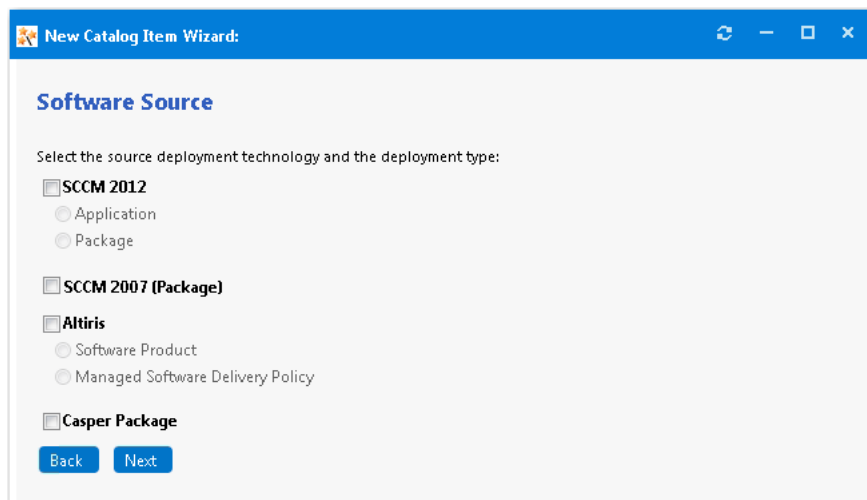 New Catalog Item Wizard:
Software Source
Select the source deployment technology and the deployment type:
SCCM 2012
Application
Package
SCCM 2007 (Package)
Altiris
Software Product
Managed Software Delivery Policy
Casper Package
Back Next